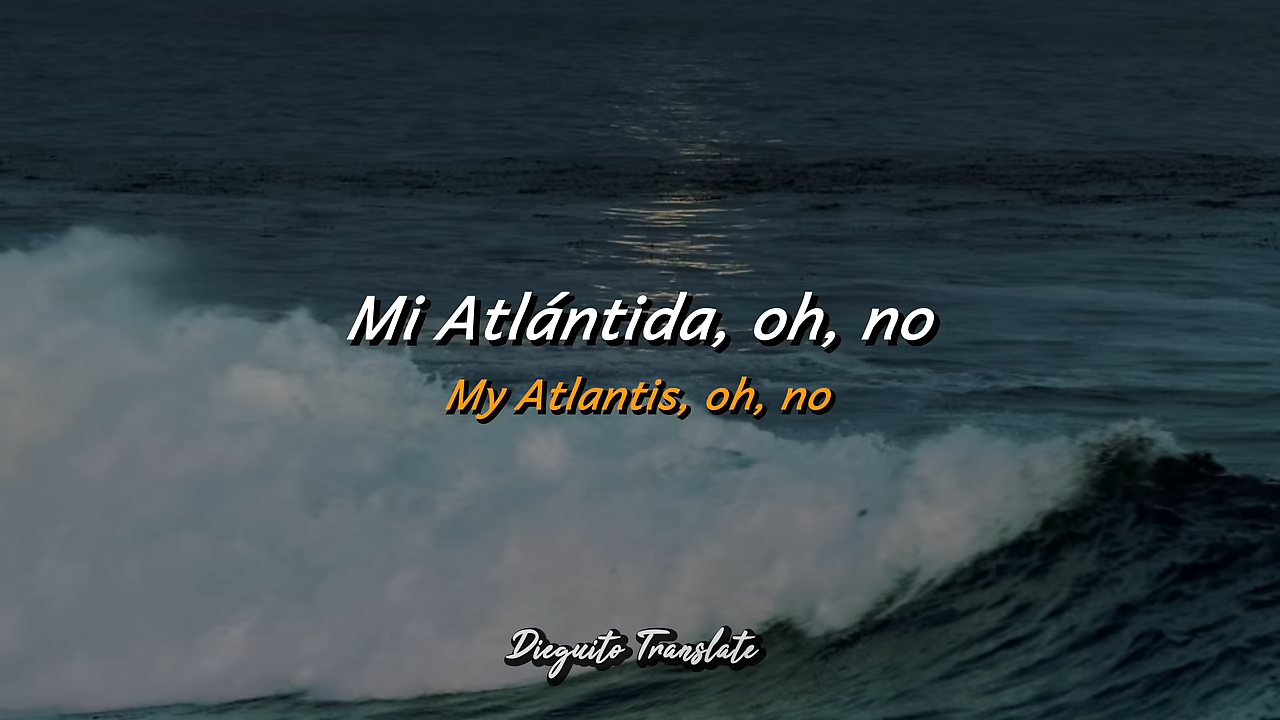 Mi Atlántida, oh, no
My Atlantis, oh, no
Dieguito Translate